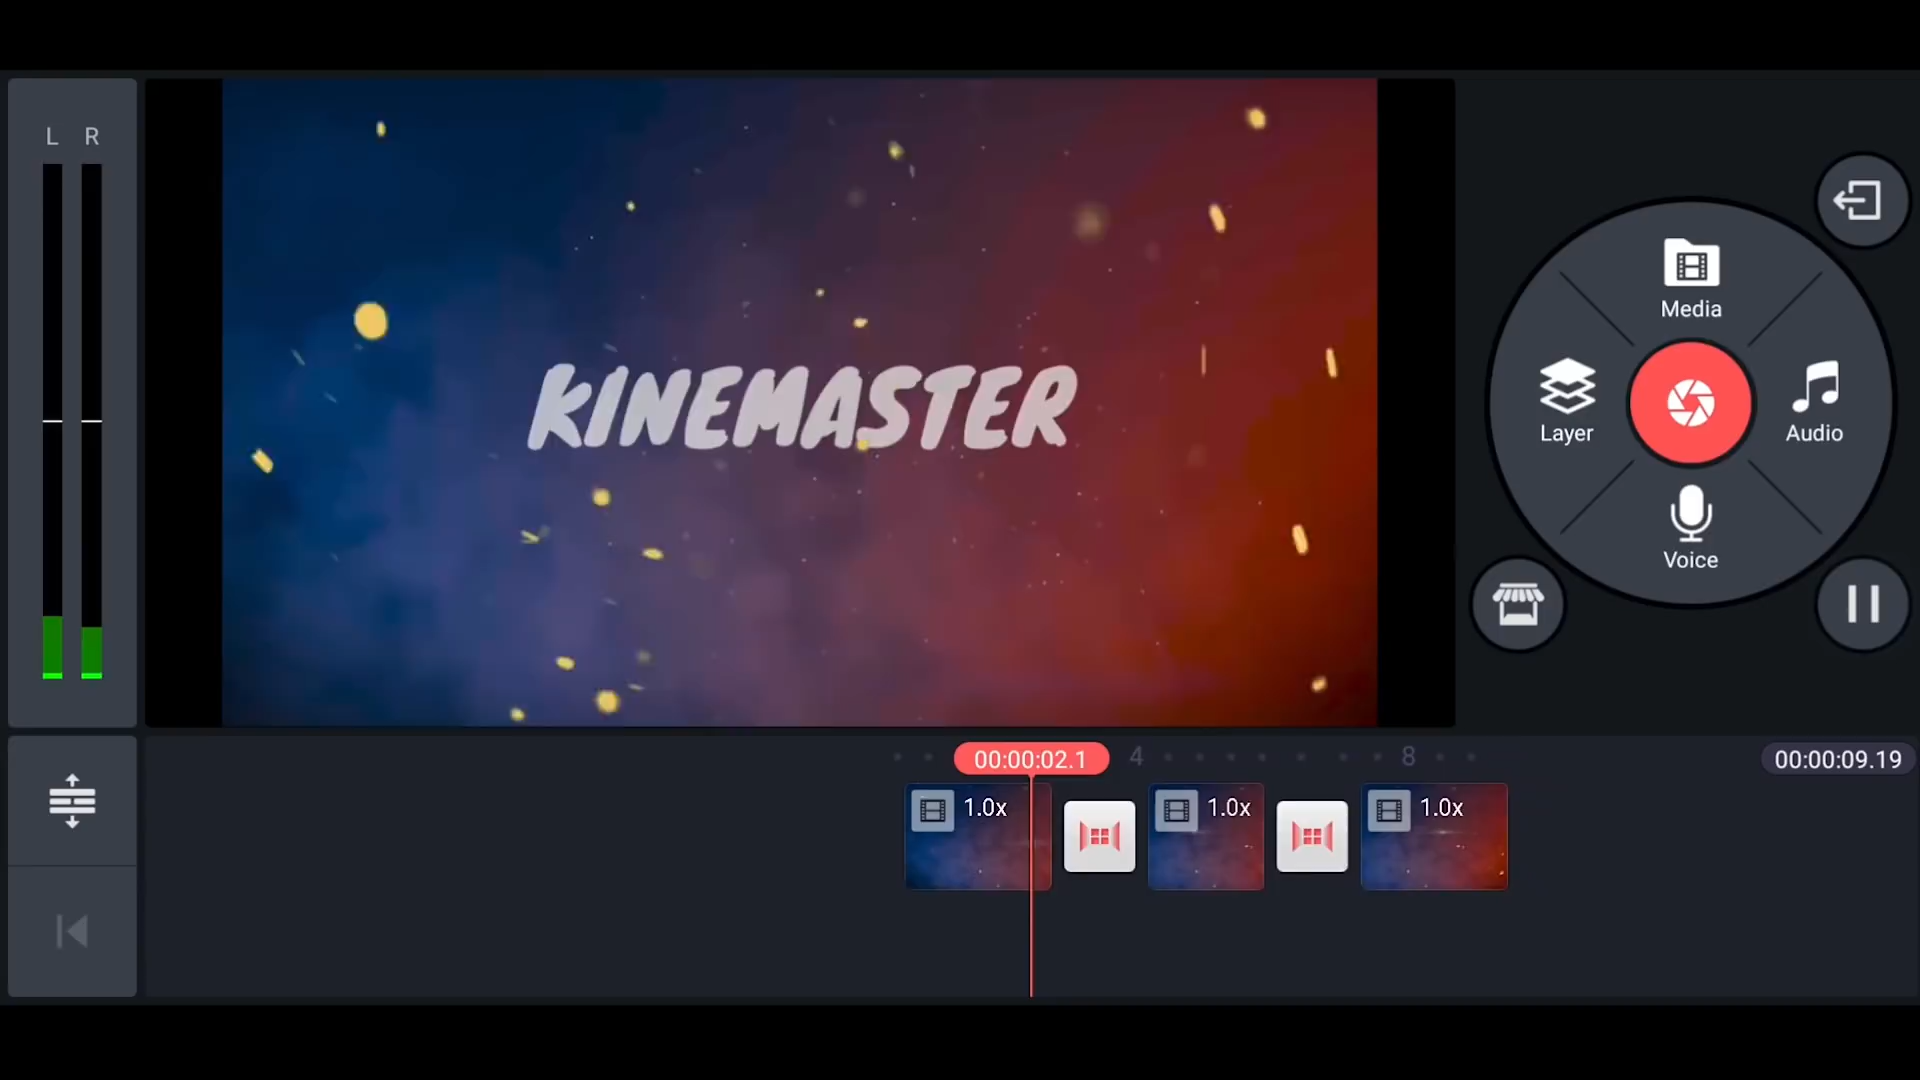 L R
KINEMASTER
Media
Layer
Audio
Voice
00:00:02.1 4 8 00:00:09.19
1.0x 1.0x 1.0x